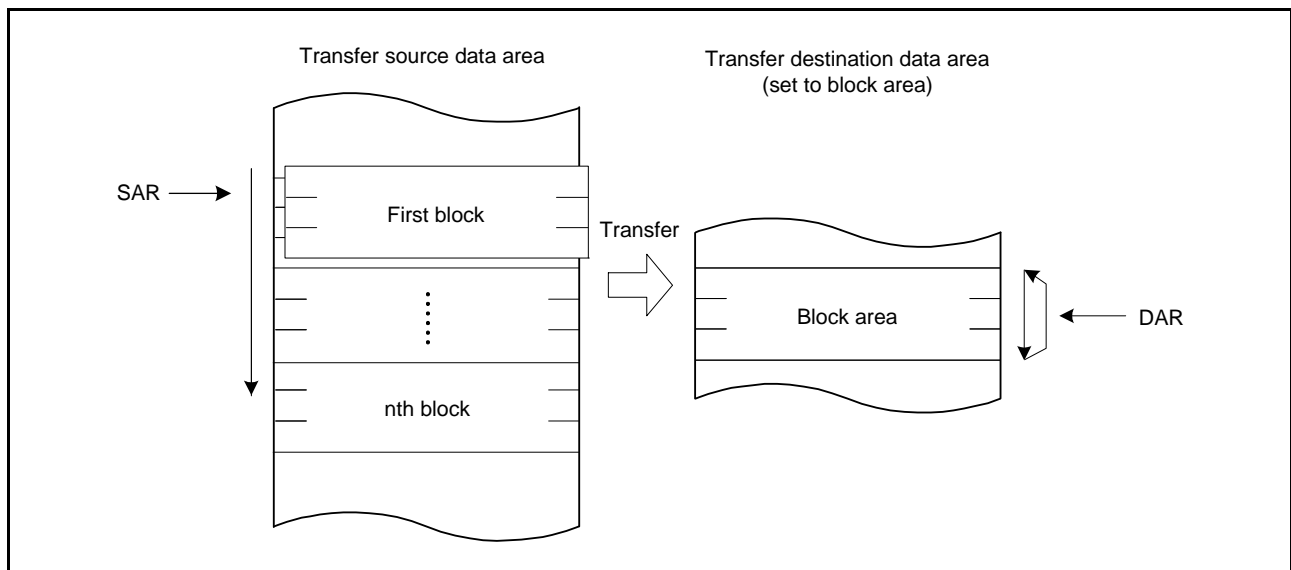 Transfer source data area
Transfer destination data area
(set to block area)
SAR
First block
Transfer
Block area
DAR
nth block